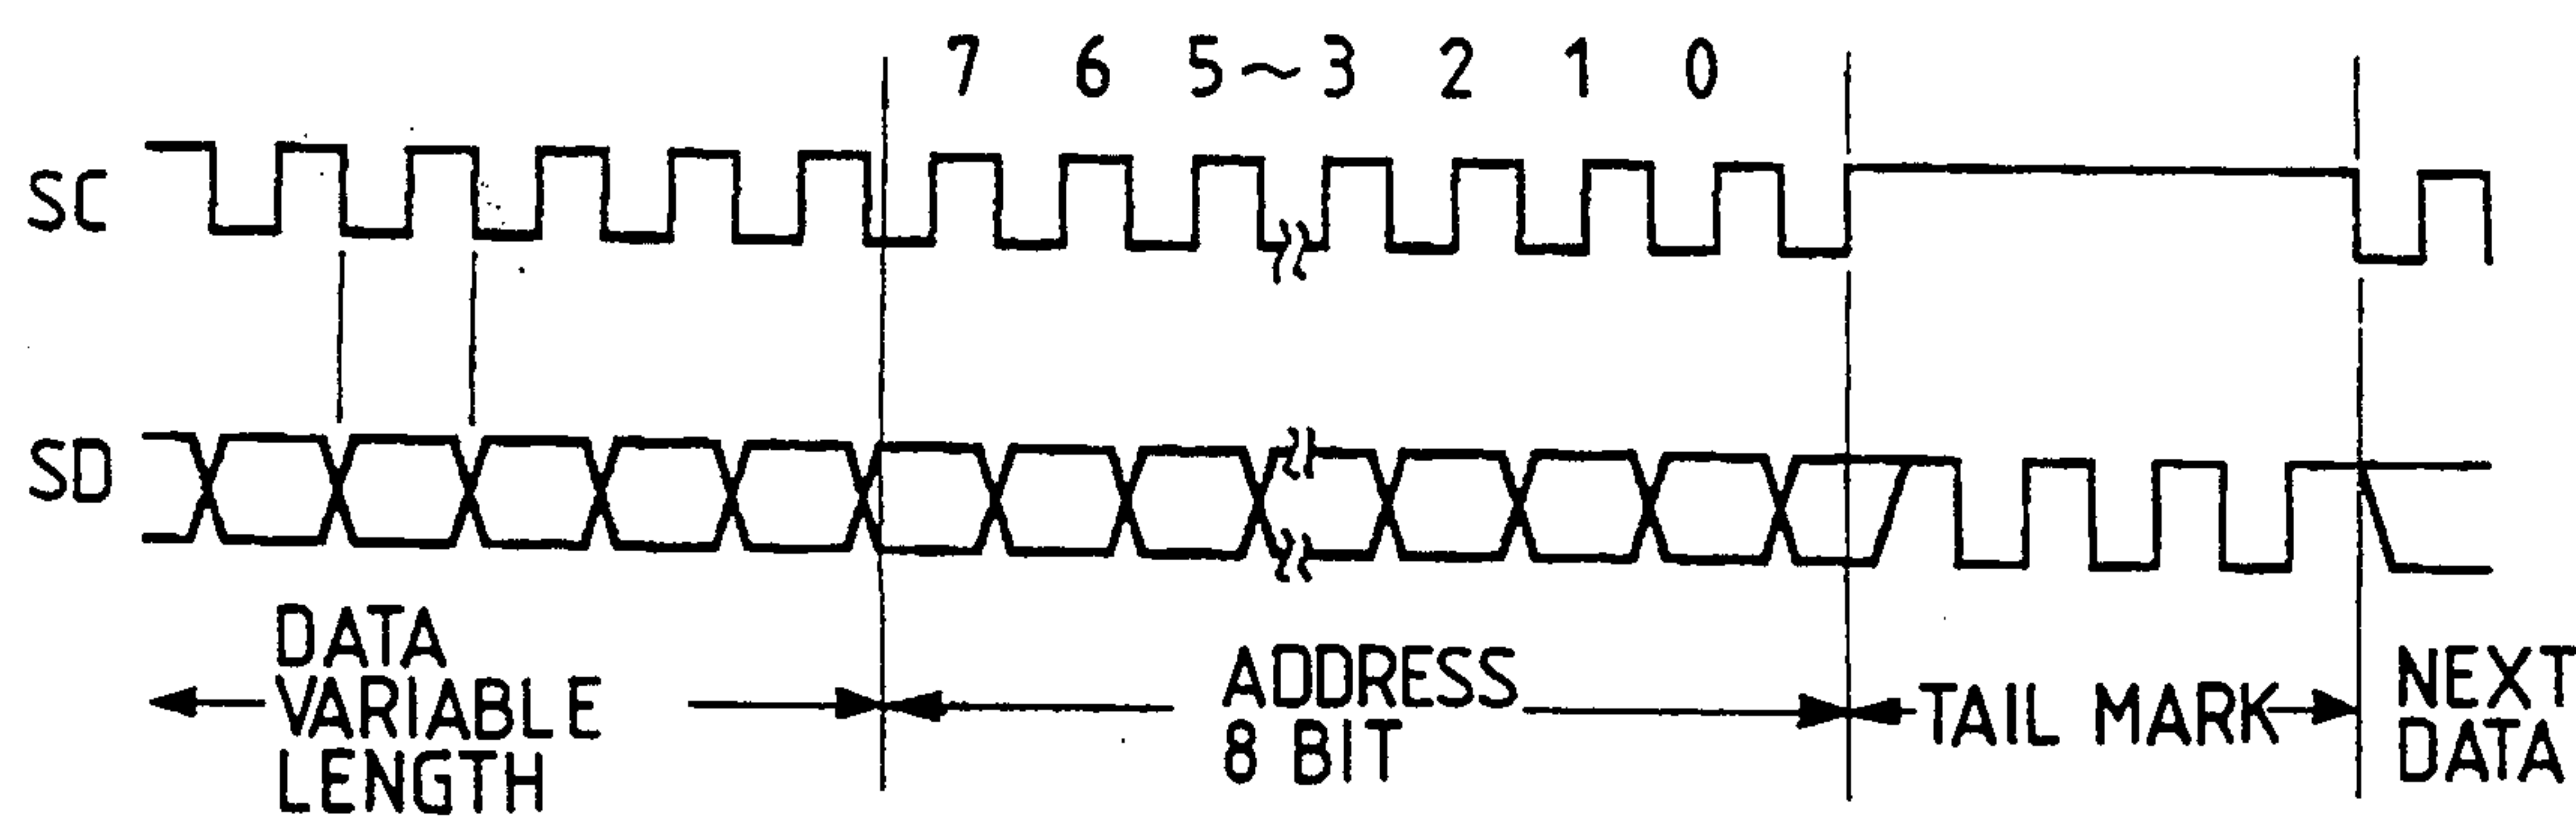 7 6 5~3 2 1 0
SC
SD
DATA
VARIABLE
LENGTH
ADDRESS
8 BIT
TAIL MARK
NEXT
DATA